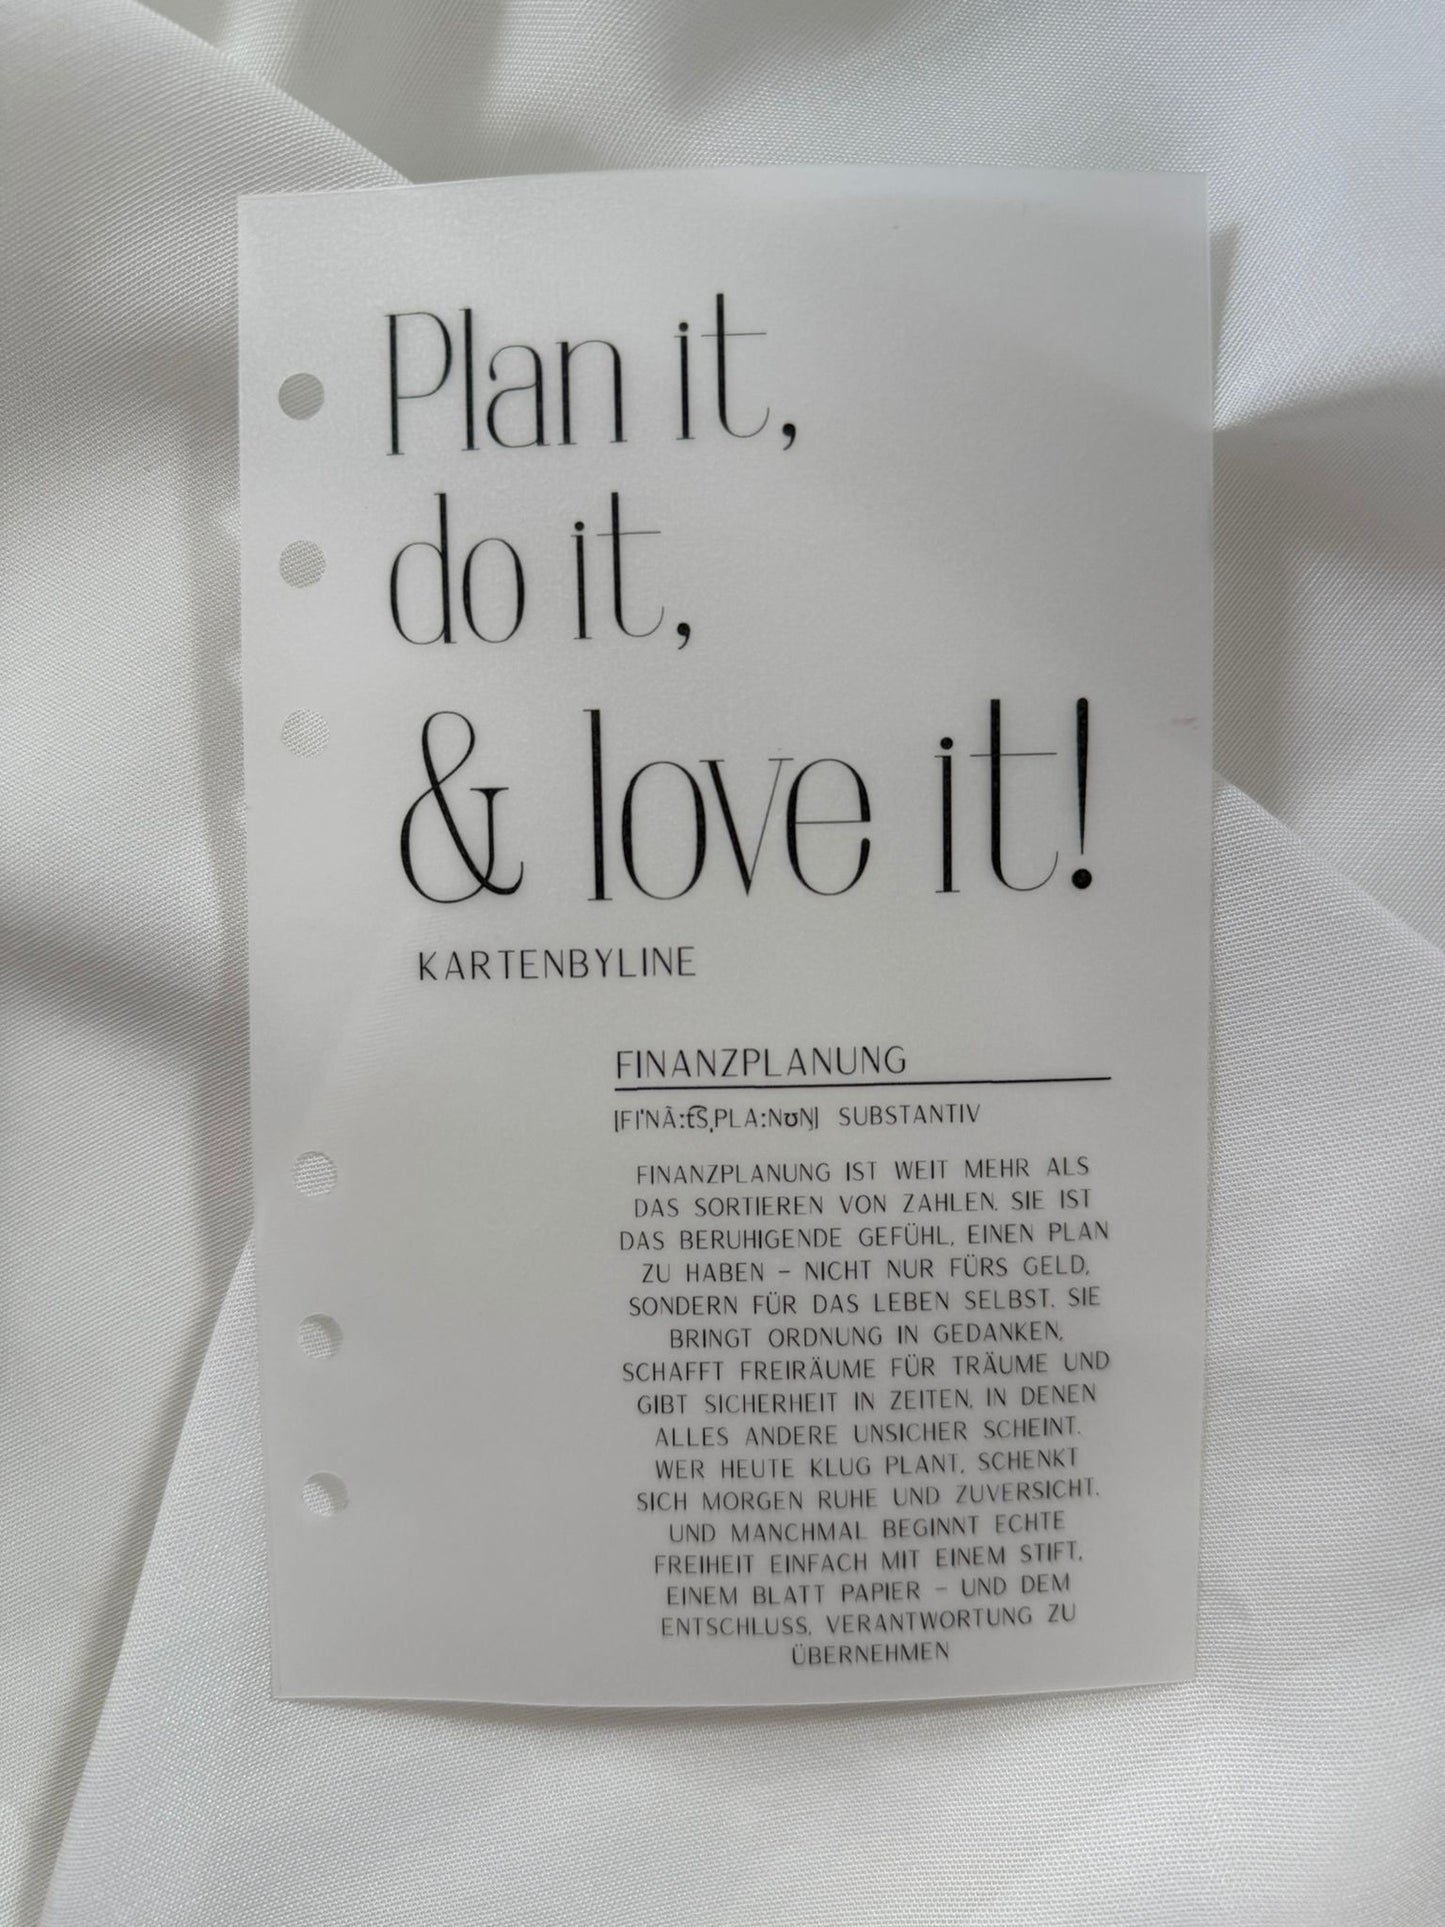 Plan it,
do it,
& love it!
KARTENBYLINE
FINANZPLANUNG
[FI'NÃ:t͡S,PLA:NʊŊ] SUBSTANTIV
FINANZPLANUNG IST WEIT MEHR ALS
DAS SORTIEREN VON ZAHLEN. SIE IST
DAS BERUHIGENDE GEFÜHL, EINEN PLAN
ZU HABEN – NICHT NUR FÜRS GELD,
SONDERN FÜR DAS LEBEN SELBST. SIE
BRINGT ORDNUNG IN GEDANKEN,
SCHAFFT FREIRÄUME FÜR TRÄUME UND
GIBT SICHERHEIT IN ZEITEN, IN DENEN
ALLES ANDERE UNSICHER SCHEINT.
WER HEUTE KLUG PLANT, SCHENKT
SICH MORGEN RUHE UND ZUVERSICHT.
UND MANCHMAL BEGINNT ECHTE
FREIHEIT EINFACH MIT EINEM STIFT,
EINEM BLATT PAPIER – UND DEM
ENTSCHLUSS, VERANTWORTUNG ZU
ÜBERNEHMEN